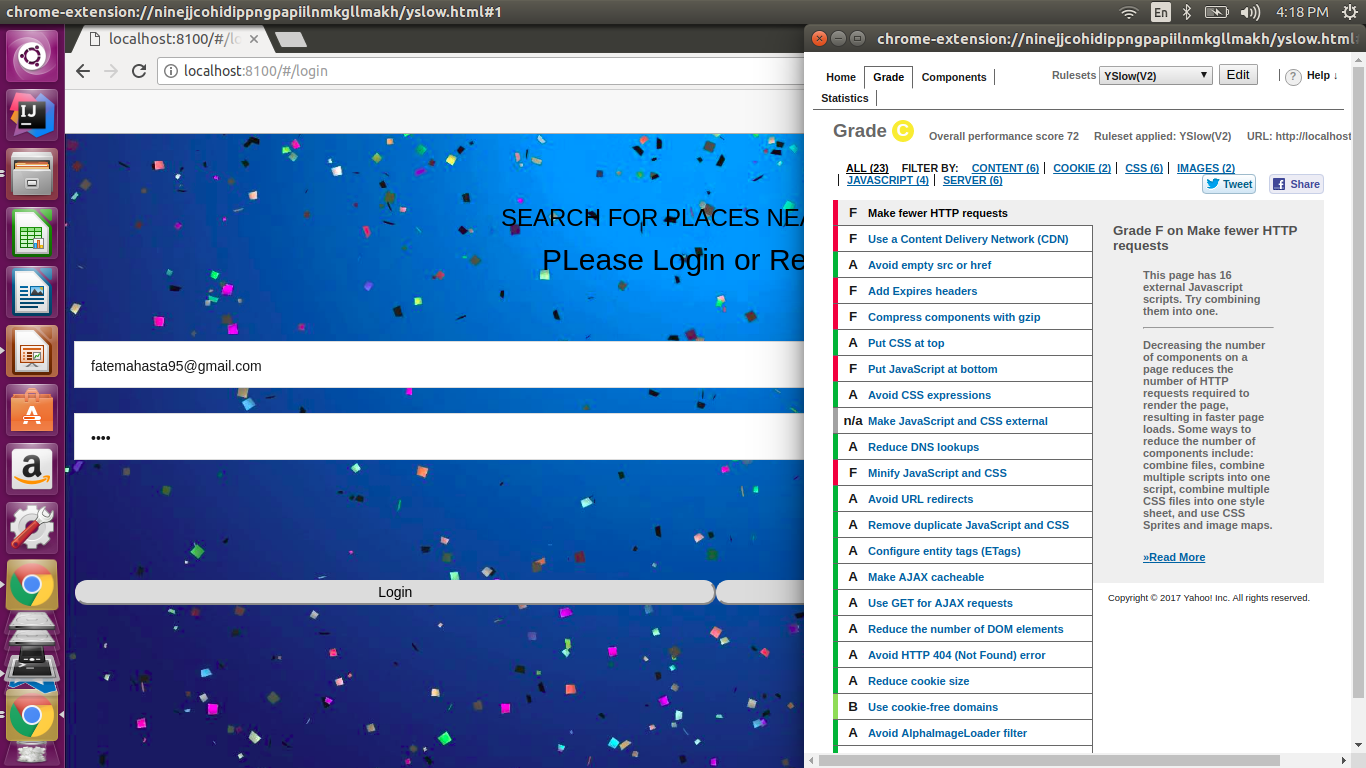 chrome-extension://ninejjcohidippngpapiilnmkgllmakh/yslow.html#1
En
4:18 PM
localhost:8100/#/lo
localhost:8100/#/login
SEARCH FOR PLACES NEA
PLease Login or Re
fatemahasta95@gmail.com
••••
Login
chrome-extension://ninejjcohidippngpapiilnmkgllmakh/yslow.html
Home
Grade
Components
Statistics
Rulesets
YSlow(V2)
Edit
?
Help ↓
Grade C
Overall performance score 72
Ruleset applied: YSlow(V2)
URL: http://localhost
ALL (23)
FILTER BY:
CONTENT (6)
COOKIE (2)
CSS (6)
IMAGES (2)
JAVASCRIPT (4)
SERVER (6)
Tweet
Share
F Make fewer HTTP requests
F Use a Content Delivery Network (CDN)
A Avoid empty src or href
F Add Expires headers
F Compress components with gzip
A Put CSS at top
F Put JavaScript at bottom
A Avoid CSS expressions
n/a Make JavaScript and CSS external
A Reduce DNS lookups
F Minify JavaScript and CSS
A Avoid URL redirects
A Remove duplicate JavaScript and CSS
A Configure entity tags (ETags)
A Make AJAX cacheable
A Use GET for AJAX requests
A Reduce the number of DOM elements
A Avoid HTTP 404 (Not Found) error
A Reduce cookie size
B Use cookie-free domains
A Avoid AlphaImageLoader filter
Grade F on Make fewer HTTP
requests
This page has 16
external Javascript
scripts. Try combining
them into one.
Decreasing the number
of components on a
page reduces the
number of HTTP
requests required to
render the page,
resulting in faster page
loads. Some ways to
reduce the number of
components include:
combine files, combine
multiple scripts into one
script, combine multiple
CSS files into one style
sheet, and use CSS
Sprites and image maps.
»Read More
Copyright © 2017 Yahoo! Inc. All rights reserved.